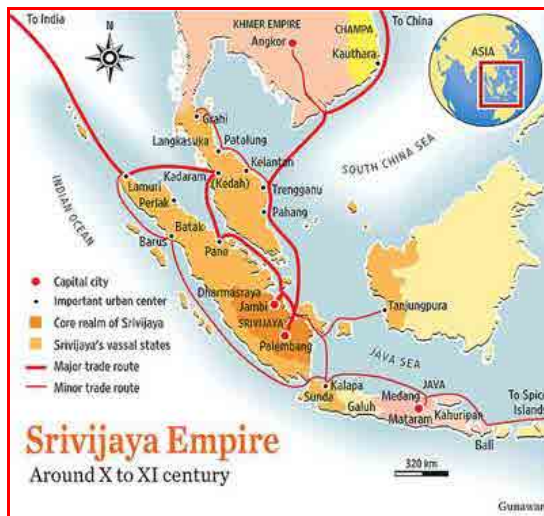 To India
N
KHMER EMPIRE
Angkor
CHAMPA
Kauthara
To China
ASIA
Grahi
Langkasuka
Patalung
Kelantan
Kadaram
(Kedah)
Trengganu
Pahang
SOUTH CHINA SEA
INDIAN OCEAN
Lamuri
Perlak
Batak
Barus
Pane
Dharmasraya
Jambi
SRIVIJAYA
Palembang
Tanjungpura
JAVA SEA
Kalapa
Sunda
Galuh
JAVA
Medang
Mataram
Kahuripan
Bali
To Spice
Islands
Capital city
Important urban center
Core realm of Srivijaya
Srivijaya's vassal states
Major trade route
Minor trade route
Srivijaya Empire
Around X to XI century
320 km
Gunawan